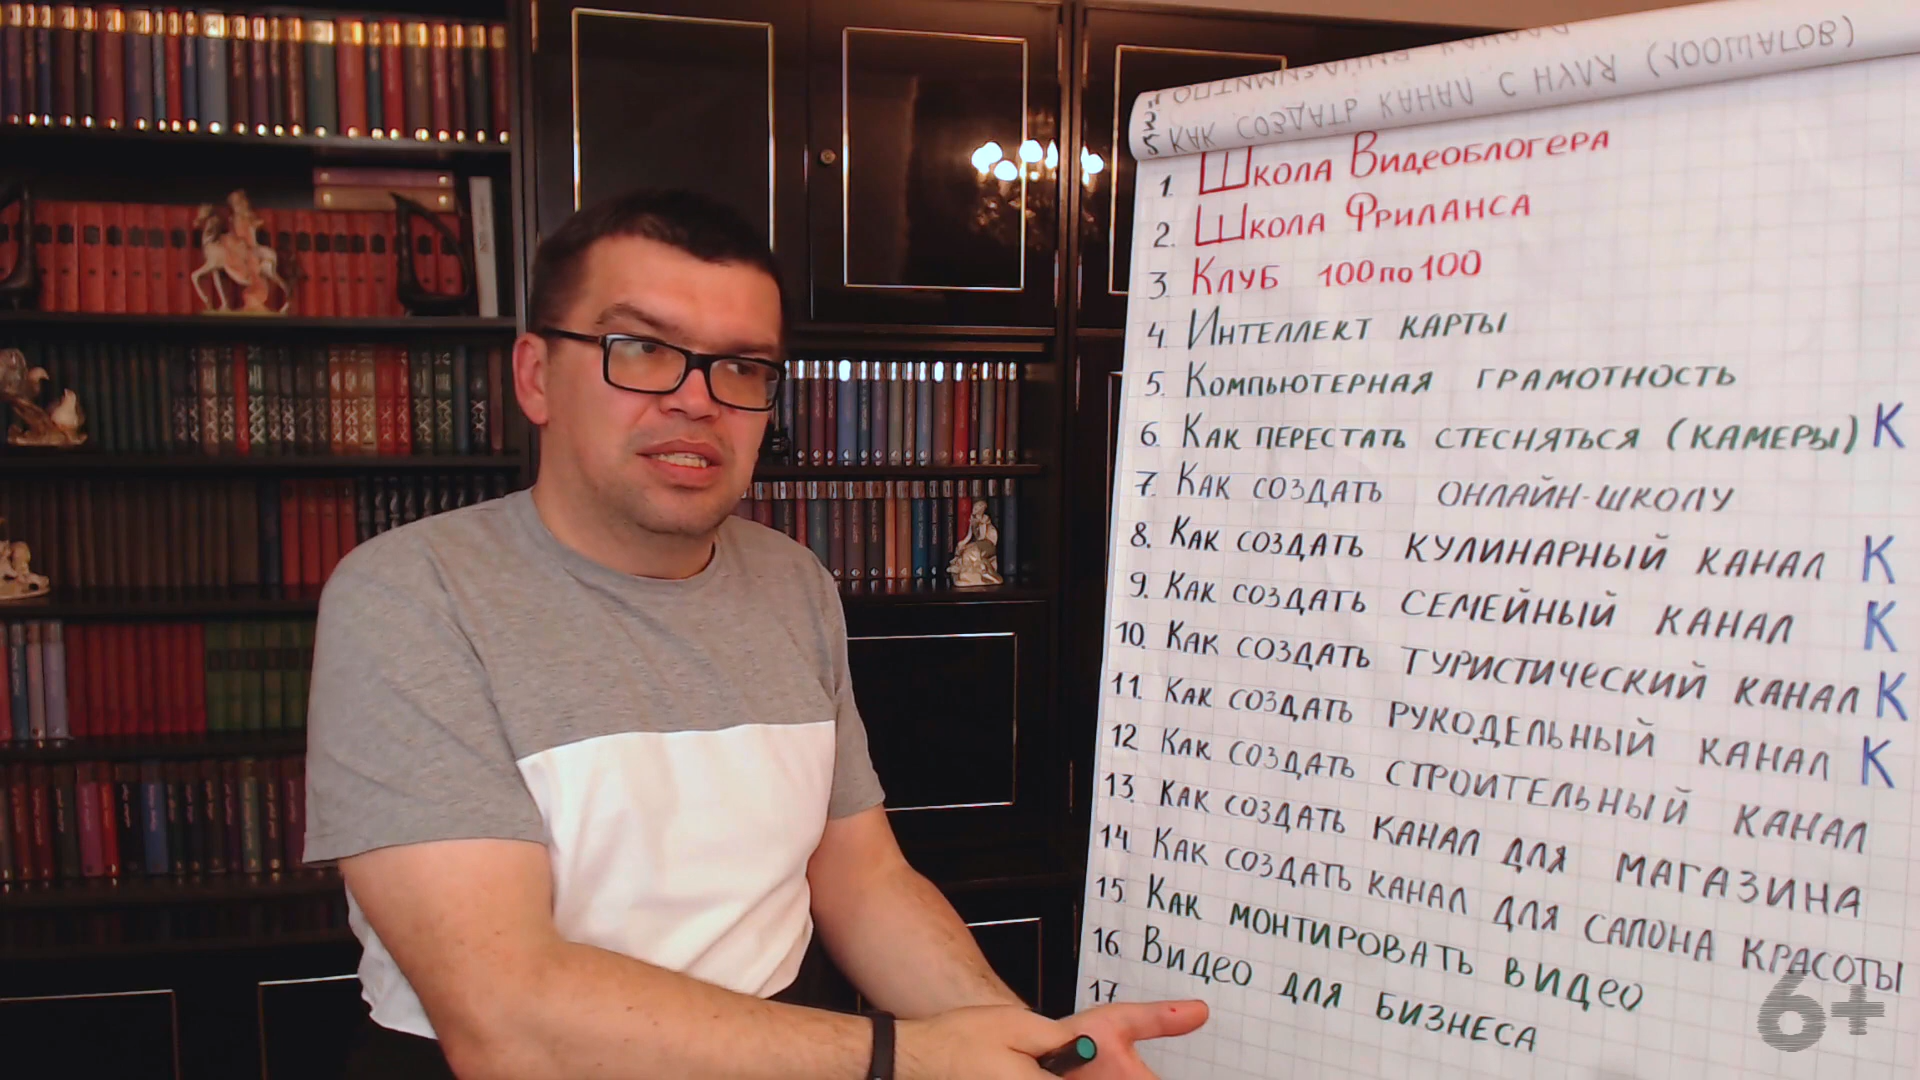 КАК СОЗДАТЬ КАНАЛ С НУЛЯ (100ШАГОВ)
1. Школа Видеоблогера
2. Школа Фриланса
3. Клуб 100 по 100
4. Интеллект карты
5. Компьютерная грамотность
6. Как перестать стесняться (камеры) К
7. Как создать онлайн-школу
8. Как создать кулинарный канал К
9. Как создать семейный канал К
10. Как создать туристический канал К
11. Как создать рукодельный канал К
12 Как создать строительный канал
13. Как создать канал для магазина
14 Как создать канал для салона красоты
15. Как монтировать видео
16. Видео для бизнеса
17
6+